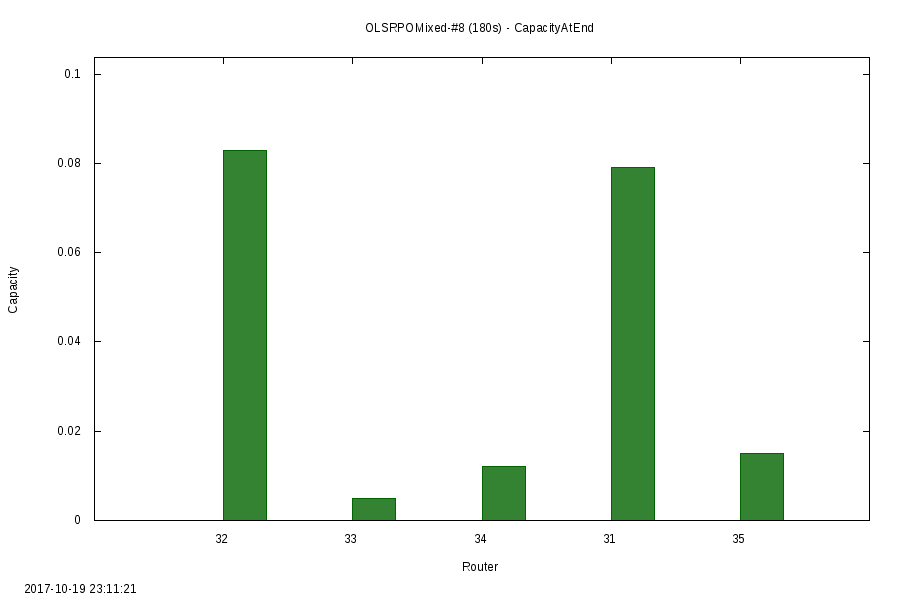 OLSRPOMixed-#8 (180s) - CapacityAtEnd
0.1
0.08
0.06
0.04
0.02
0
Capacity
32 33 34 31 35
Router
2017-10-19 23:11:21